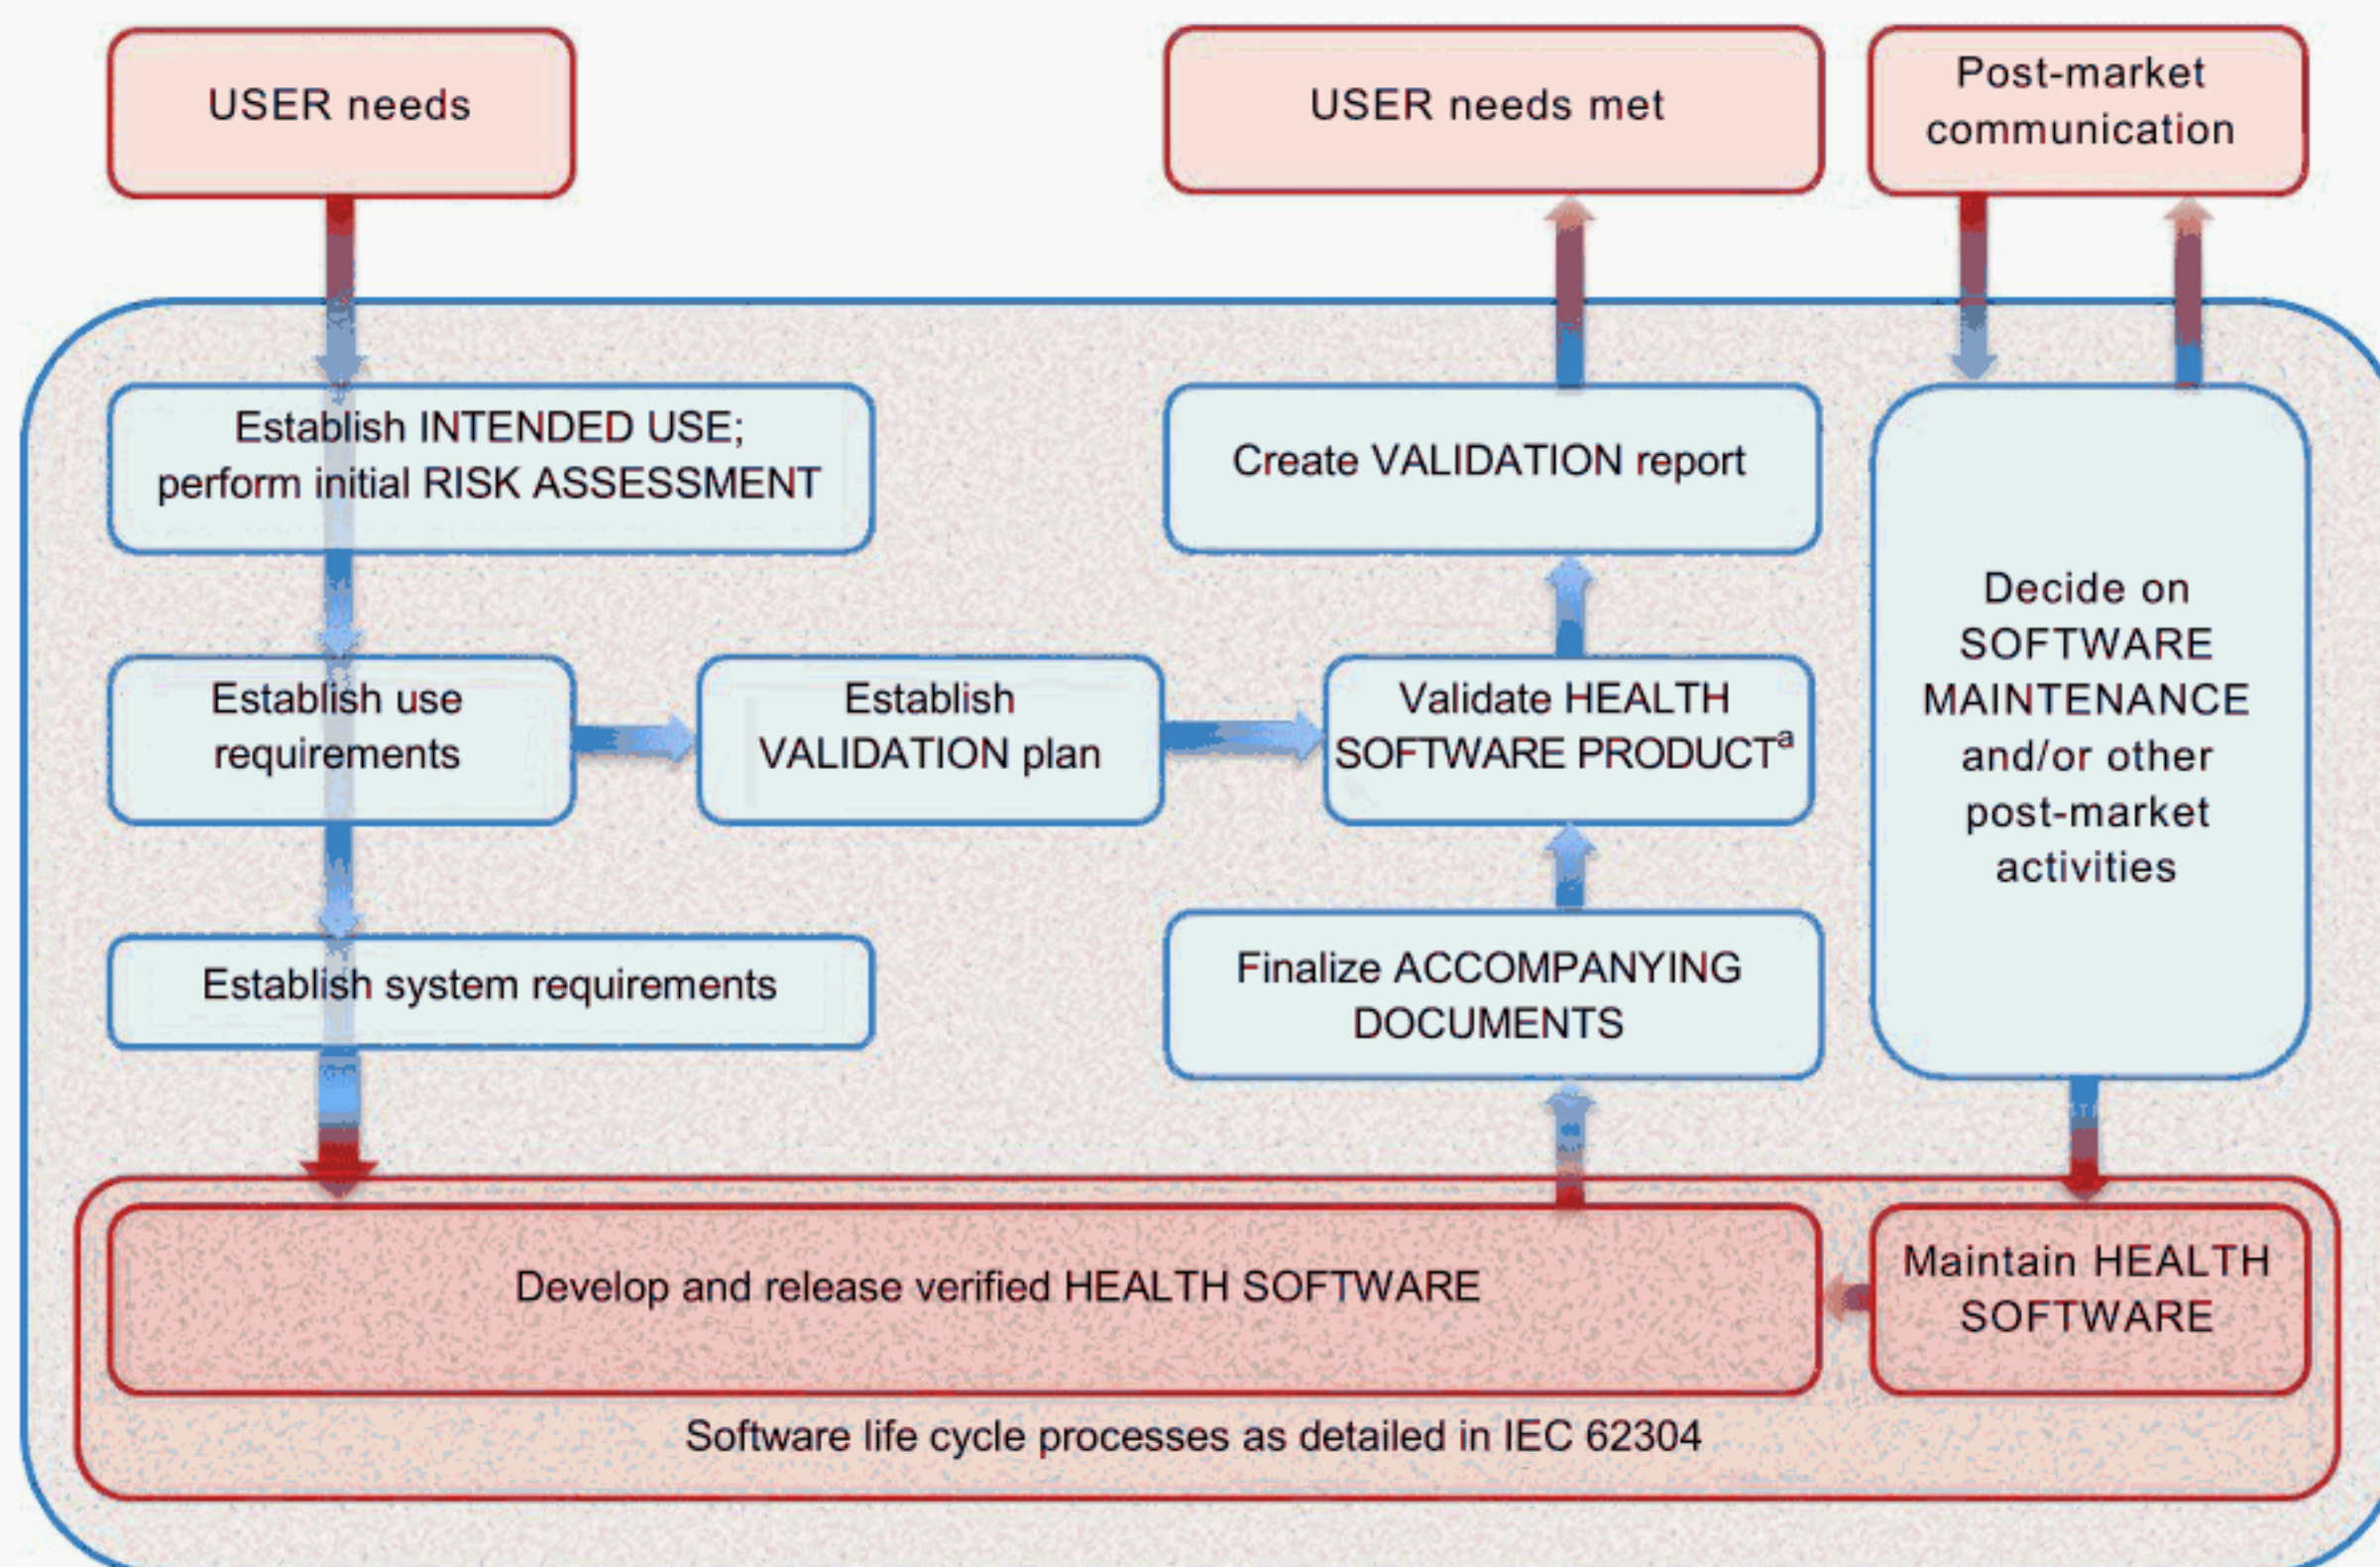 USER needs
USER needs met
Post-market
communication
Establish INTENDED USE;
perform initial RISK ASSESSMENT
Create VALIDATION report
Decide on
SOFTWARE
MAINTENANCE
and/or other
post-market
activities
Establish use
requirements
Establish
VALIDATION plan
Validate HEALTH
SOFTWARE PRODUCTᵃ
Establish system requirements
Finalize ACCOMPANYING
DOCUMENTS
Develop and release verified HEALTH SOFTWARE
Maintain HEALTH
SOFTWARE
Software life cycle processes as detailed in IEC 62304